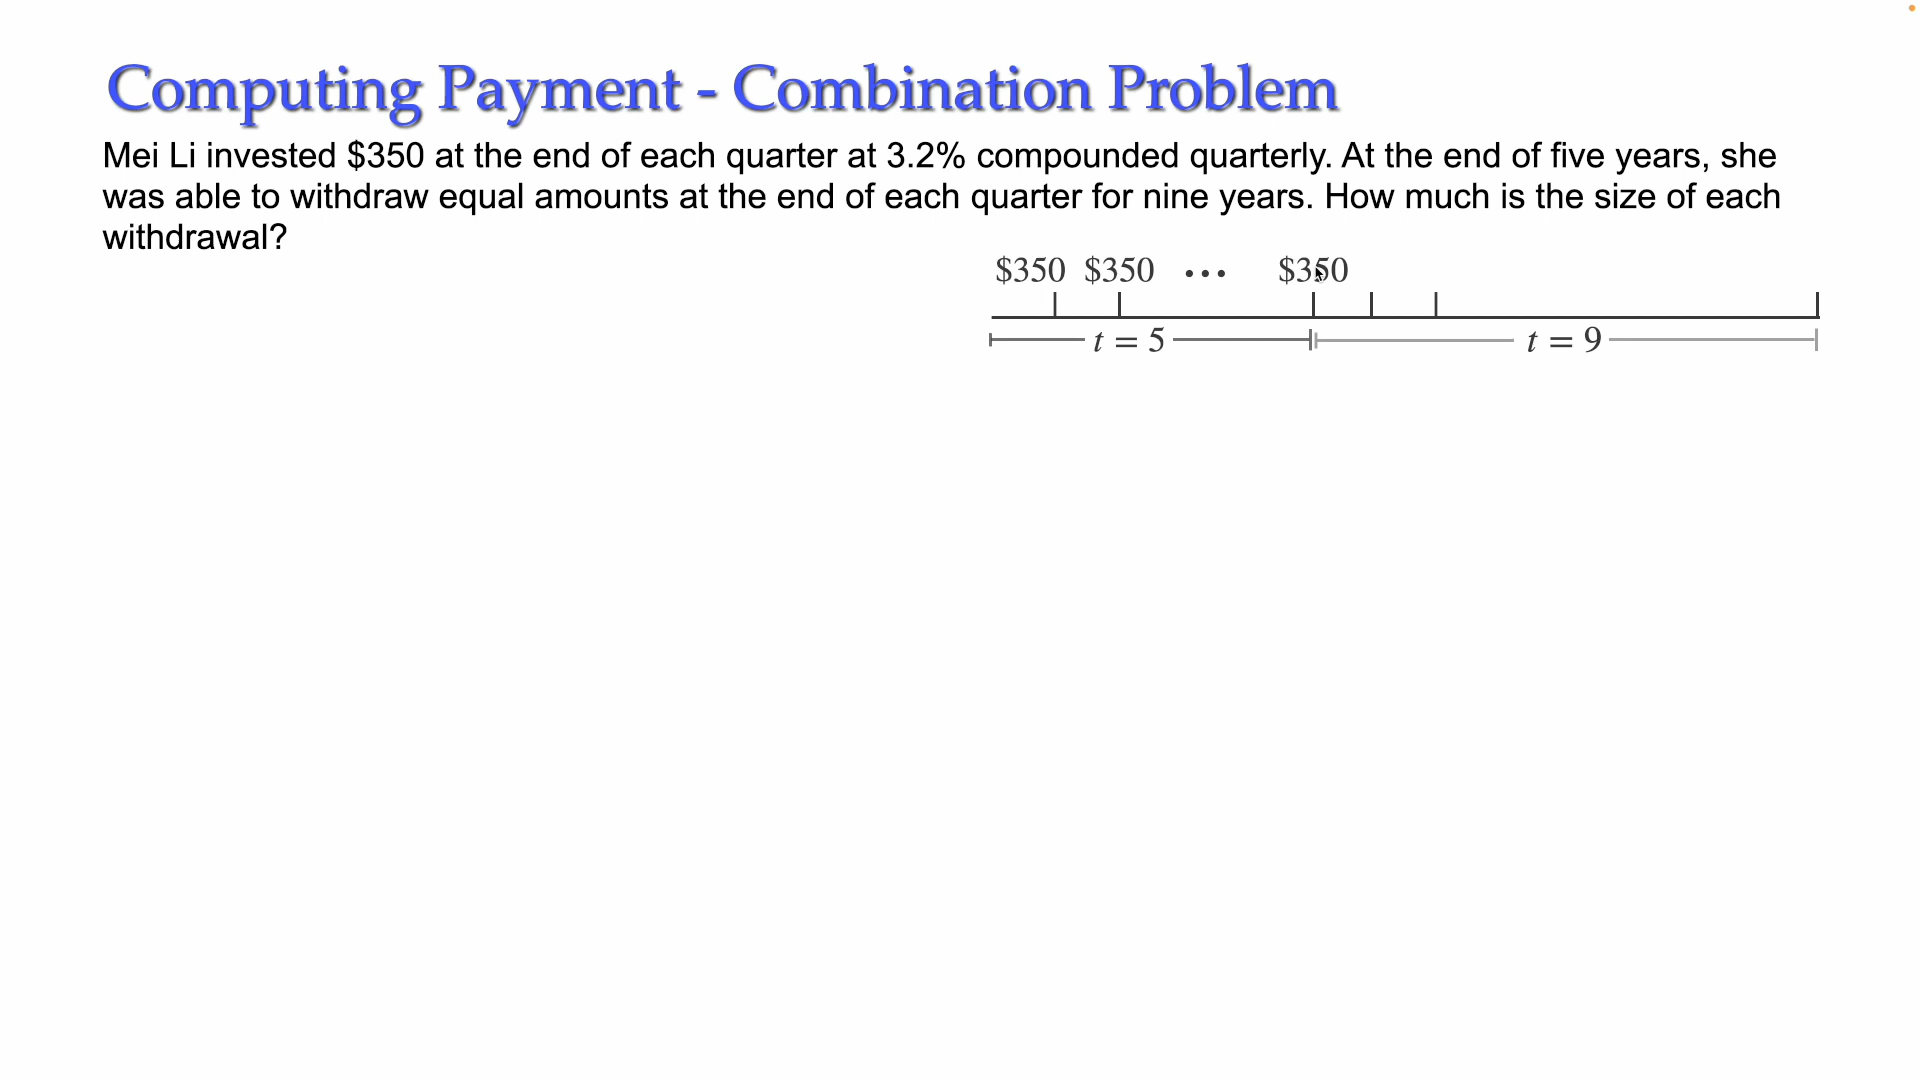 Computing Payment - Combination Problem
Mei Li invested $350 at the end of each quarter at 3.2% compounded quarterly. At the end of five years, she
was able to withdraw equal amounts at the end of each quarter for nine years. How much is the size of each
withdrawal?
$350 $350 ••• $350
t = 5 t = 9